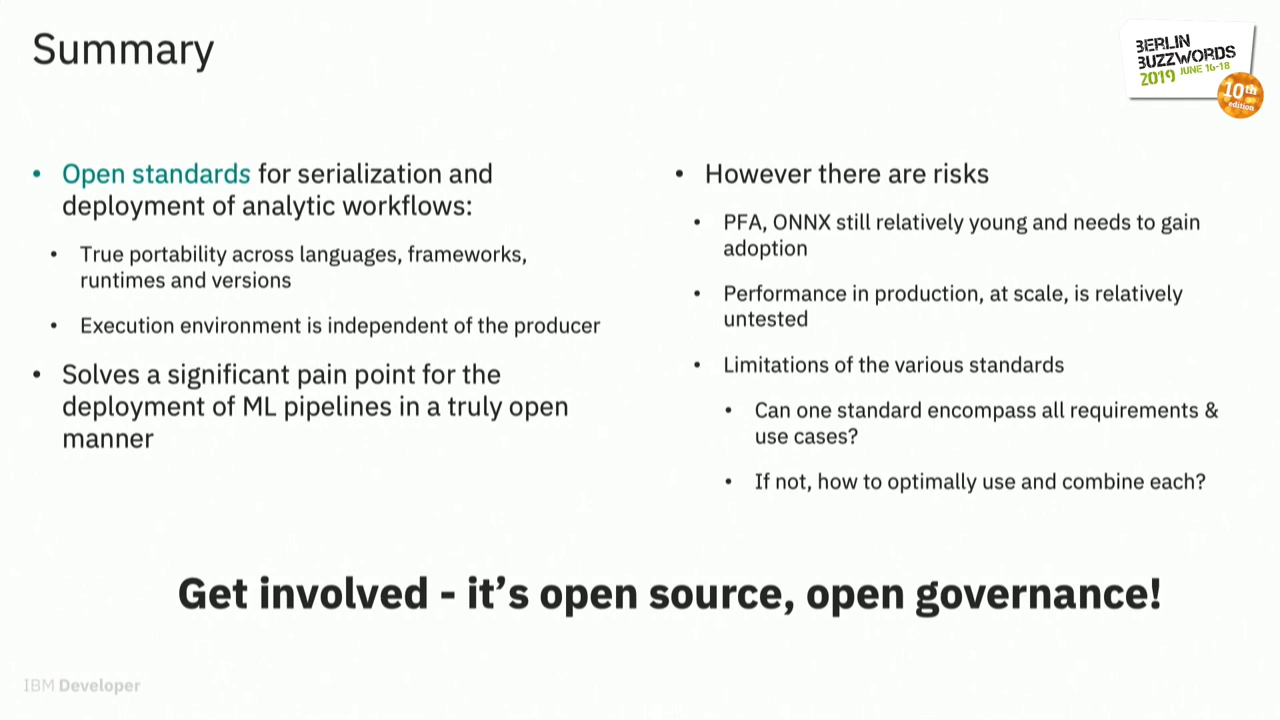 Summary
BERLIN
BUZZWORDS
2019 JUNE 16-18
10th
edition
• Open standards for serialization and
deployment of analytic workflows:
• True portability across languages, frameworks,
runtimes and versions
• Execution environment is independent of the producer
• Solves a significant pain point for the
deployment of ML pipelines in a truly open
manner
• However there are risks
• PFA, ONNX still relatively young and needs to gain
adoption
• Performance in production, at scale, is relatively
untested
• Limitations of the various standards
• Can one standard encompass all requirements &
use cases?
• If not, how to optimally use and combine each?
Get involved - it’s open source, open governance!
IBM Developer